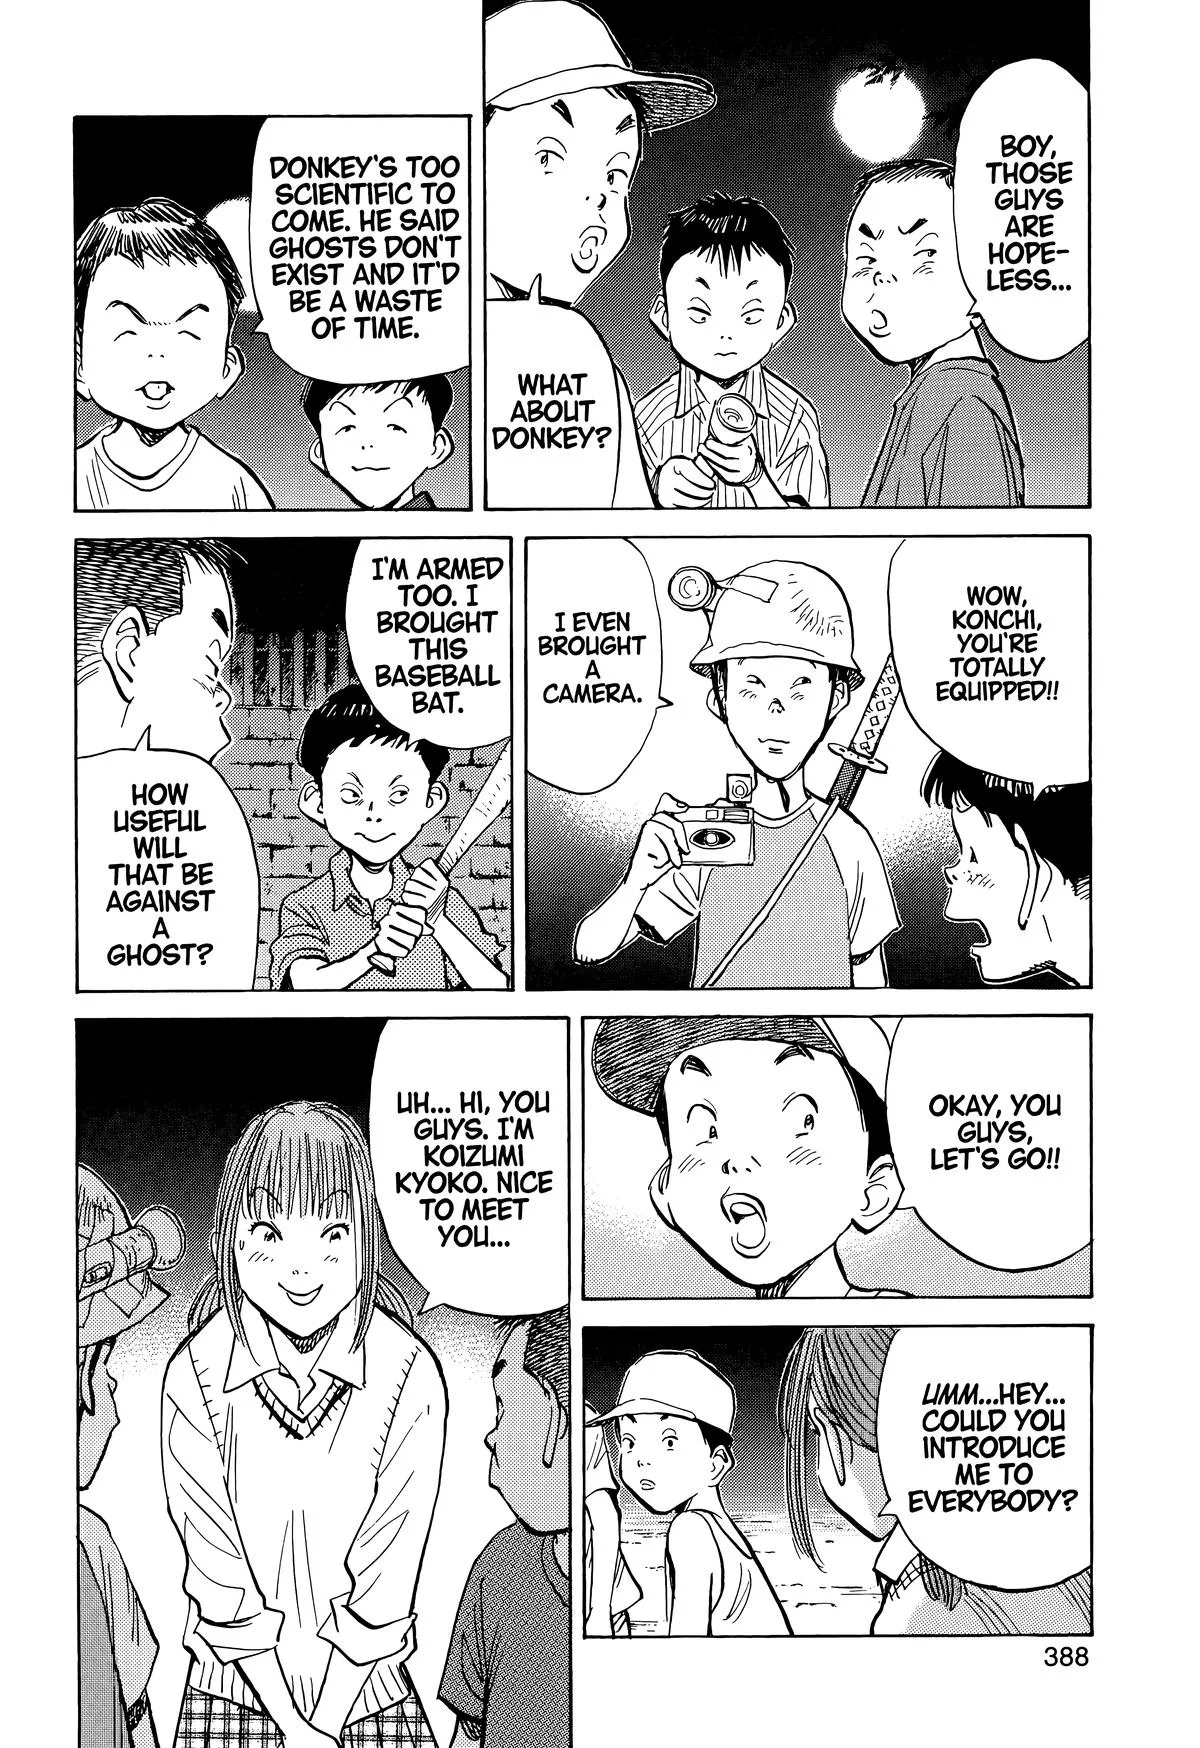 BOY,
THOSE
GUYS
ARE
HOPE-
LESS...
WHAT
ABOUT
DONKEY?
DONKEY'S TOO
SCIENTIFIC TO
COME. HE SAID
GHOSTS DON'T
EXIST AND IT'D
BE A WASTE
OF TIME.
WOW,
KONCHI,
YOU'RE
TOTALLY
EQUIPPED!!
I EVEN
BROUGHT
A
CAMERA.
I'M ARMED
TOO. I
BROUGHT
THIS
BASEBALL
BAT.
HOW
USEFUL
WILL
THAT BE
AGAINST
A
GHOST?
OKAY, YOU
GUYS,
LET'S GO!!
UMM...HEY...
COULD YOU
INTRODUCE
ME TO
EVERYBODY?
UH... HI, YOU
GUYS. I'M
KOIZUMI
KYOKO. NICE
TO MEET
YOU...
388